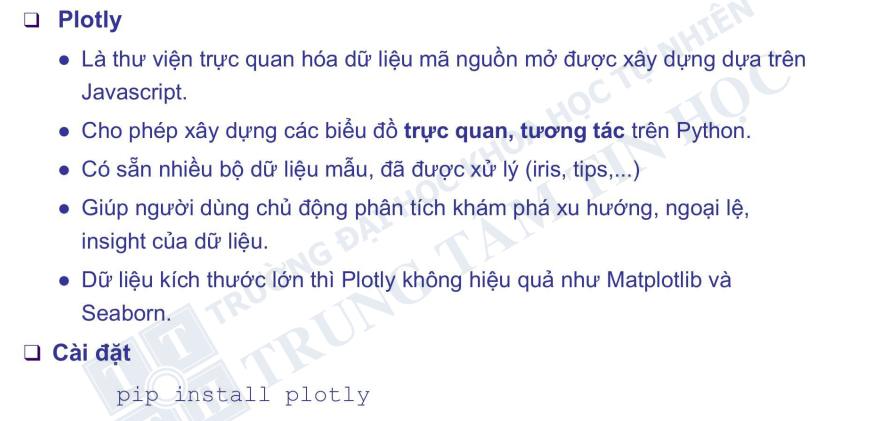 ❑ Plotly
● Là thư viện trực quan hóa dữ liệu mã nguồn mở được xây dựng dựa trên
Javascript.
● Cho phép xây dựng các biểu đồ trực quan, tương tác trên Python.
● Có sẵn nhiều bộ dữ liệu mẫu, đã được xử lý (iris, tips,...)
● Giúp người dùng chủ động phân tích khám phá xu hướng, ngoại lệ,
insight của dữ liệu.
● Dữ liệu kích thước lớn thì Plotly không hiệu quả như Matplotlib và
Seaborn.
❑ Cài đặt
pip install plotly
TRƯỜNG ĐẠI HỌC KHOA HỌC TỰ NHIÊN
TRUNG TÂM TIN HỌC